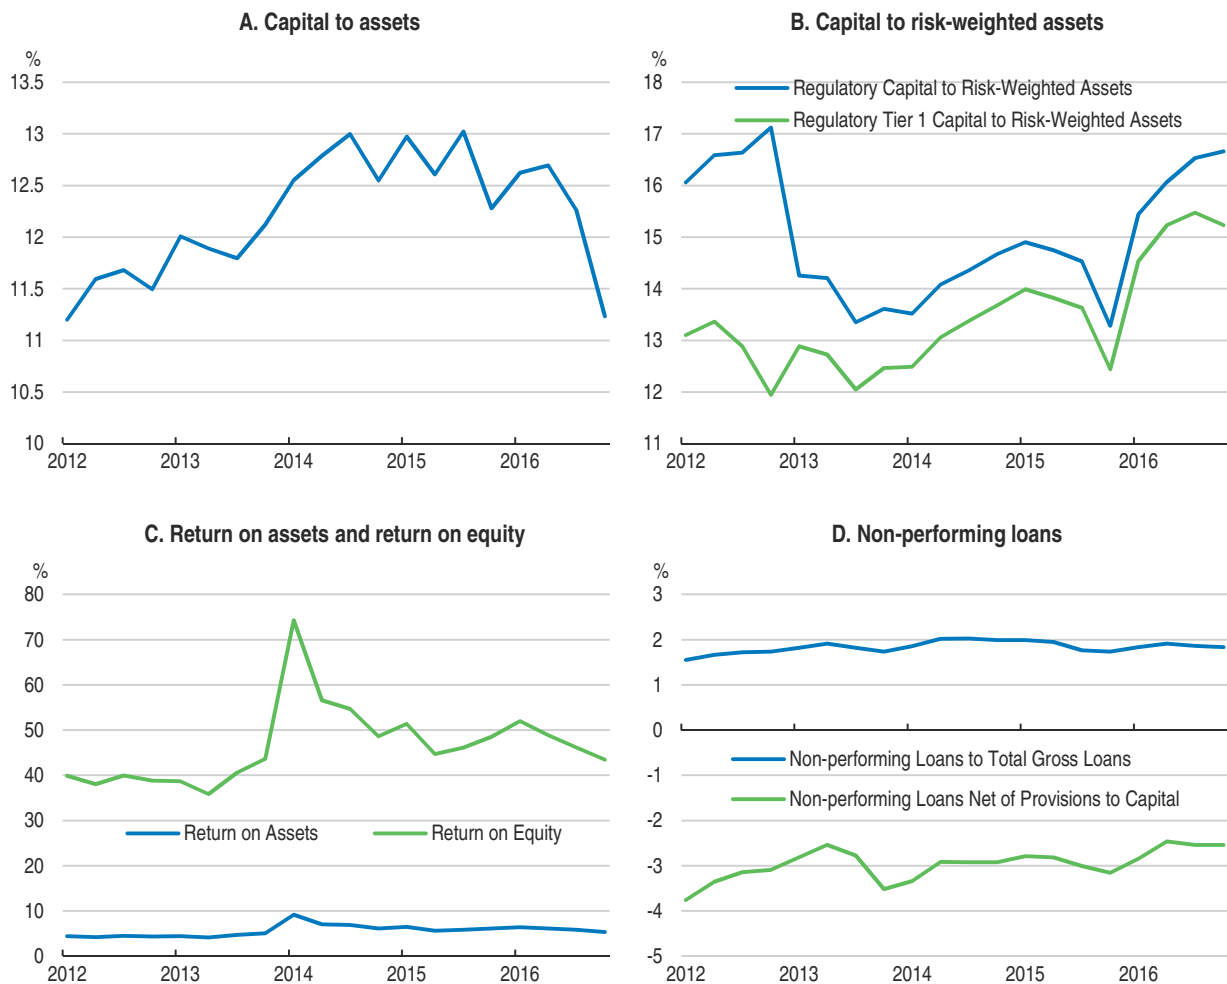 A. Capital to assets
%
13.5
13
12.5
12
11.5
11
10.5
10
2012 2013 2014 2015 2016
B. Capital to risk-weighted assets
%
18
17
16
15
14
13
12
11
Regulatory Capital to Risk-Weighted Assets
Regulatory Tier 1 Capital to Risk-Weighted Assets
2012 2013 2014 2015 2016
C. Return on assets and return on equity
%
80
70
60
50
40
30
20
10
0
Return on Assets Return on Equity
2012 2013 2014 2015 2016
D. Non-performing loans
%
3
2
1
0
-1
-2
-3
-4
-5
Non-performing Loans to Total Gross Loans
Non-performing Loans Net of Provisions to Capital
2012 2013 2014 2015 2016